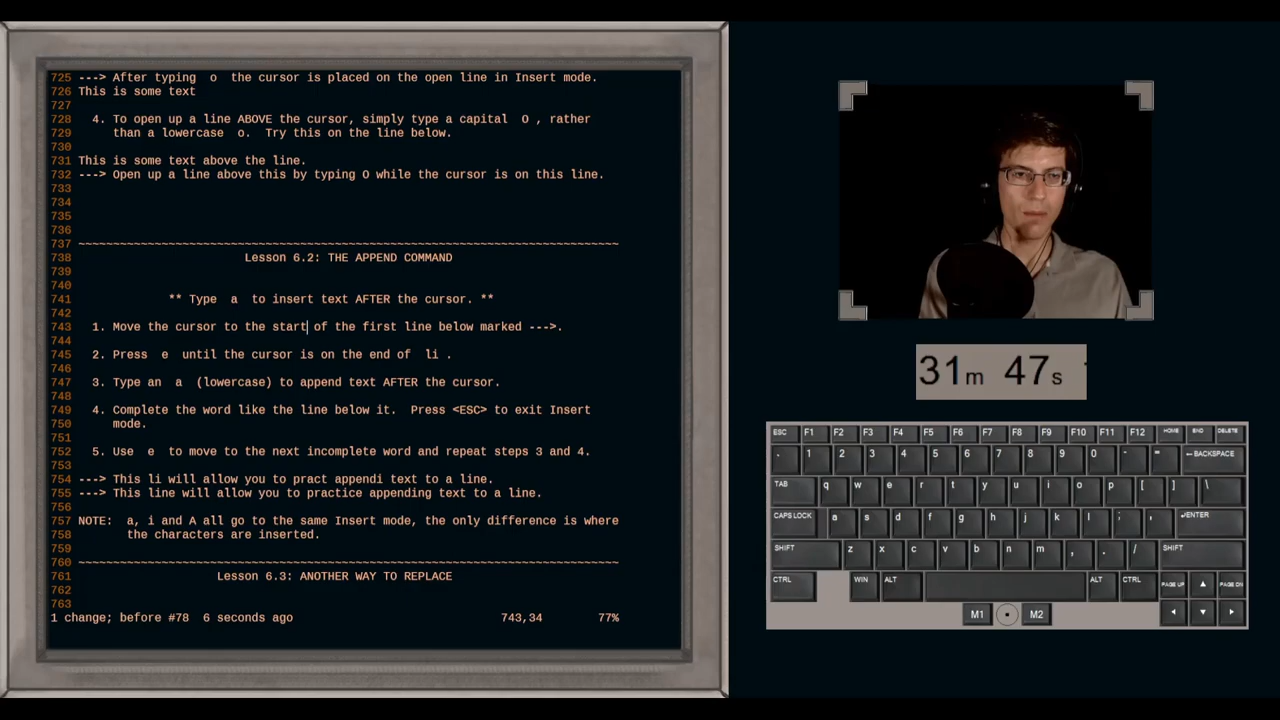 725 ---> After typing  o  the cursor is placed on the open line in Insert mode.
726 This is some text
727
728   4. To open up a line ABOVE the cursor, simply type a capital  O , rather
729      than a lowercase  o.  Try this on the line below.
730
731 This is some text above the line.
732 ---> Open up a line above this by typing O while the cursor is on this line.
733
734
735
736
737 ~~~~~~~~~~~~~~~~~~~~~~~~~~~~~~~~~~~~~~~~~~~~~~~~~~~~~~~~~~~~~~~~~~~~~~~~~~~~~~
738                         Lesson 6.2: THE APPEND COMMAND
739
740
741              ** Type  a  to insert text AFTER the cursor. **
742
743   1. Move the cursor to the start of the first line below marked --->.
744
745   2. Press  e  until the cursor is on the end of  li .
746
747   3. Type an  a  (lowercase) to append text AFTER the cursor.
748
749   4. Complete the word like the line below it.  Press <ESC> to exit Insert
750      mode.
751
752   5. Use  e  to move to the next incomplete word and repeat steps 3 and 4.
753
754 ---> This li will allow you to pract appendi text to a line.
755 ---> This line will allow you to practice appending text to a line.
756
757 NOTE:  a, i and A all go to the same Insert mode, the only difference is where
758        the characters are inserted.
759
760 ~~~~~~~~~~~~~~~~~~~~~~~~~~~~~~~~~~~~~~~~~~~~~~~~~~~~~~~~~~~~~~~~~~~~~~~~~~~~~~
761                     Lesson 6.3: ANOTHER WAY TO REPLACE
762
763
1 change; before #78  6 seconds ago                              743,34        77%
31m 47s
ESC F1 F2 F3 F4 F5 F6 F7 F8 F9 F10 F11 F12 HOME END DELETE
1 2 3 4 5 6 7 8 9 0 - = ←BACKSPACE
TAB q w e r t y u i o p [ ] \
CAPS LOCK a s d f g h j k l ; ↵ENTER
SHIFT z x c v b n m , . / SHIFT
CTRL WIN ALT ALT CTRL PAGE UP ▲ PAGE DN
M1 M2 ◄ ▼ ►